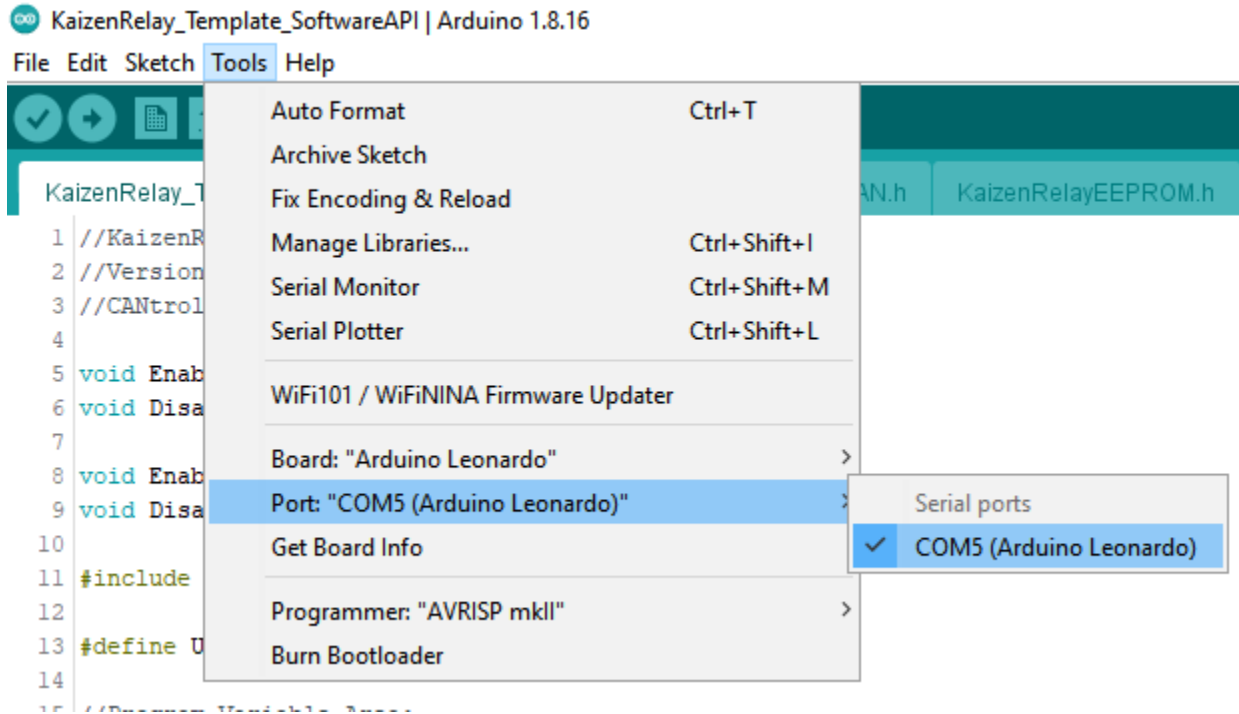 KaizenRelay_Template_SoftwareAPI | Arduino 1.8.16
File Edit Sketch Tools Help
KaizenRelay_T
AN.h
KaizenRelayEEPROM.h
Auto Format Ctrl+T
Archive Sketch
Fix Encoding & Reload
Manage Libraries... Ctrl+Shift+I
Serial Monitor Ctrl+Shift+M
Serial Plotter Ctrl+Shift+L
WiFi101 / WiFiNINA Firmware Updater
Board: "Arduino Leonardo"
Port: "COM5 (Arduino Leonardo)"
Get Board Info
Programmer: "AVRISP mkII"
Burn Bootloader
Serial ports
COM5 (Arduino Leonardo)
1 //KaizenR
2 //Version
3 //CANtrol
4
5 void Enab
6 void Disa
7
8 void Enab
9 void Disa
10
11 #include
12
13 #define U
14